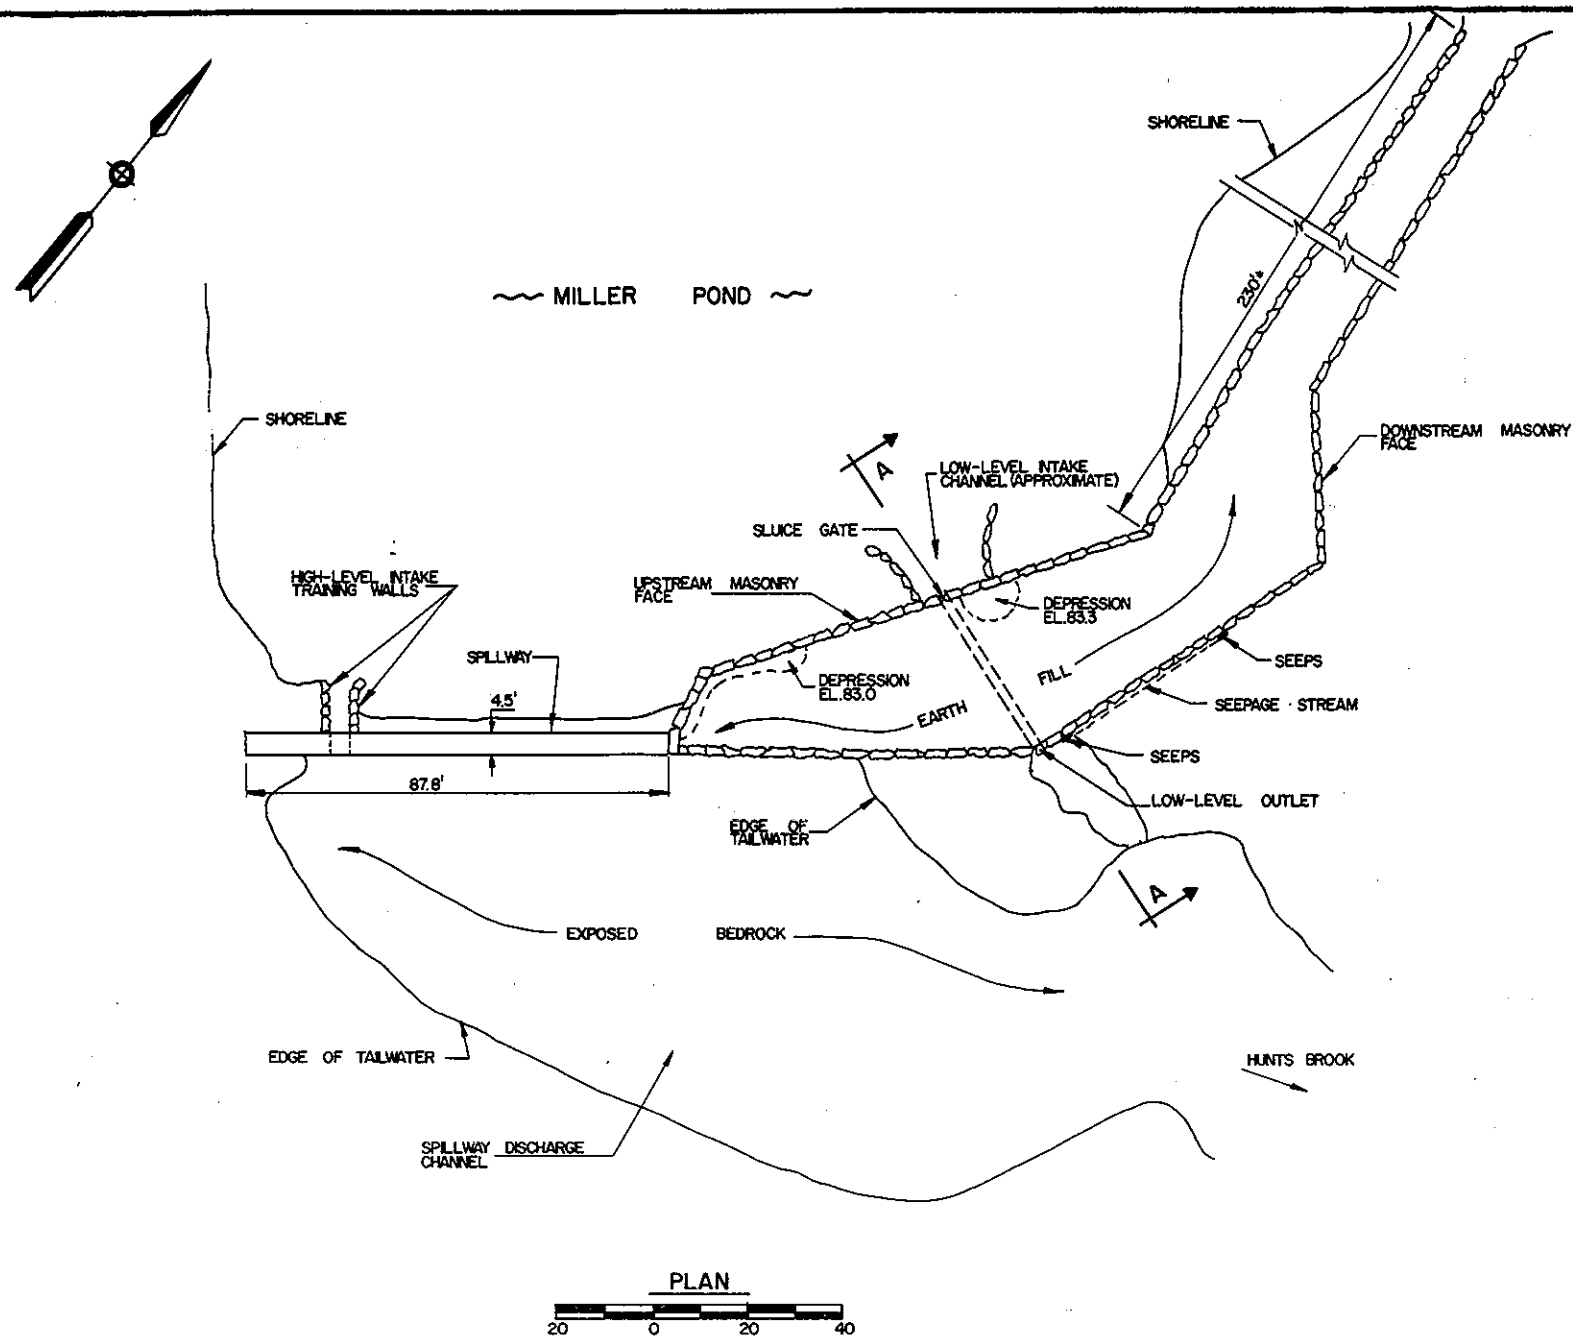 SHORELINE
MILLER POND
230'±
SHORELINE
A
DOWNSTREAM MASONRY
FACE
LOW-LEVEL INTAKE
CHANNEL (APPROXIMATE)
SLUICE GATE
HIGH-LEVEL INTAKE
TRAINING WALLS
UPSTREAM MASONRY
FACE
DEPRESSION
EL.83.3
SPILLWAY
SEEPS
FILL
DEPRESSION
EL.83.0
4.5'
EARTH
SEEPAGE STREAM
SEEPS
87.8'
LOW-LEVEL OUTLET
EDGE OF
TAILWATER
A
EXPOSED BEDROCK
EDGE OF TAILWATER
HUNTS BROOK
SPILLWAY DISCHARGE
CHANNEL
PLAN
20 0 20 40